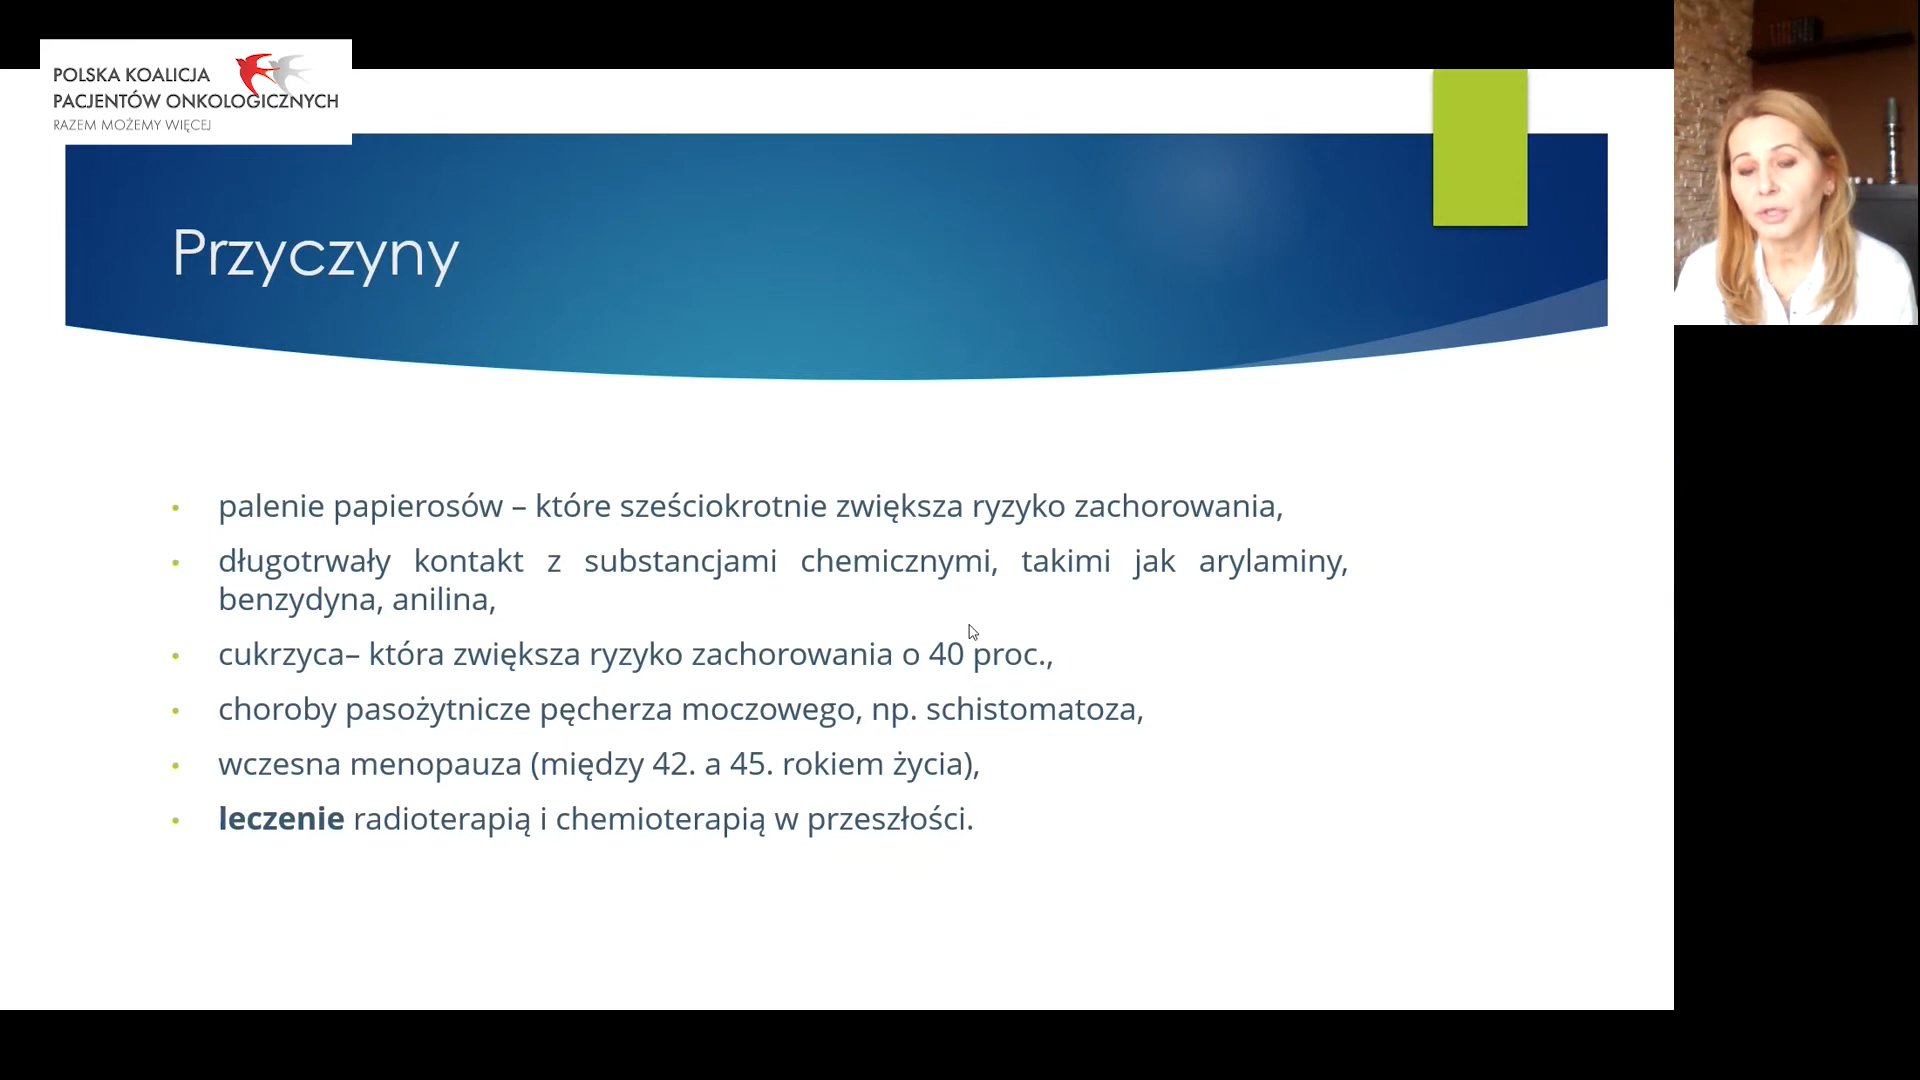 POLSKA KOALICJA
PACJENTÓW ONKOLOGICZNYCH
RAZEM MOŻEMY WIĘCEJ
Przyczyny
• palenie papierosów – które sześciokrotnie zwiększa ryzyko zachorowania,
• długotrwały kontakt z substancjami chemicznymi, takimi jak arylaminy,
benzydyna, anilina,
• cukrzyca– która zwiększa ryzyko zachorowania o 40 proc.,
• choroby pasożytnicze pęcherza moczowego, np. schistomatoza,
• wczesna menopauza (między 42. a 45. rokiem życia),
• leczenie radioterapią i chemioterapią w przeszłości.